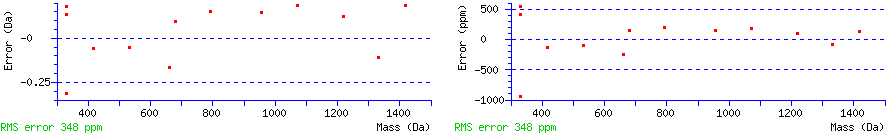 Error (Da)
-0
-0.25
400 600 800 1000 1200 1400
RMS error 348 ppm Mass (Da)
Error (ppm)
500
0
-500
-1000
400 600 800 1000 1200 1400
RMS error 348 ppm Mass (Da)